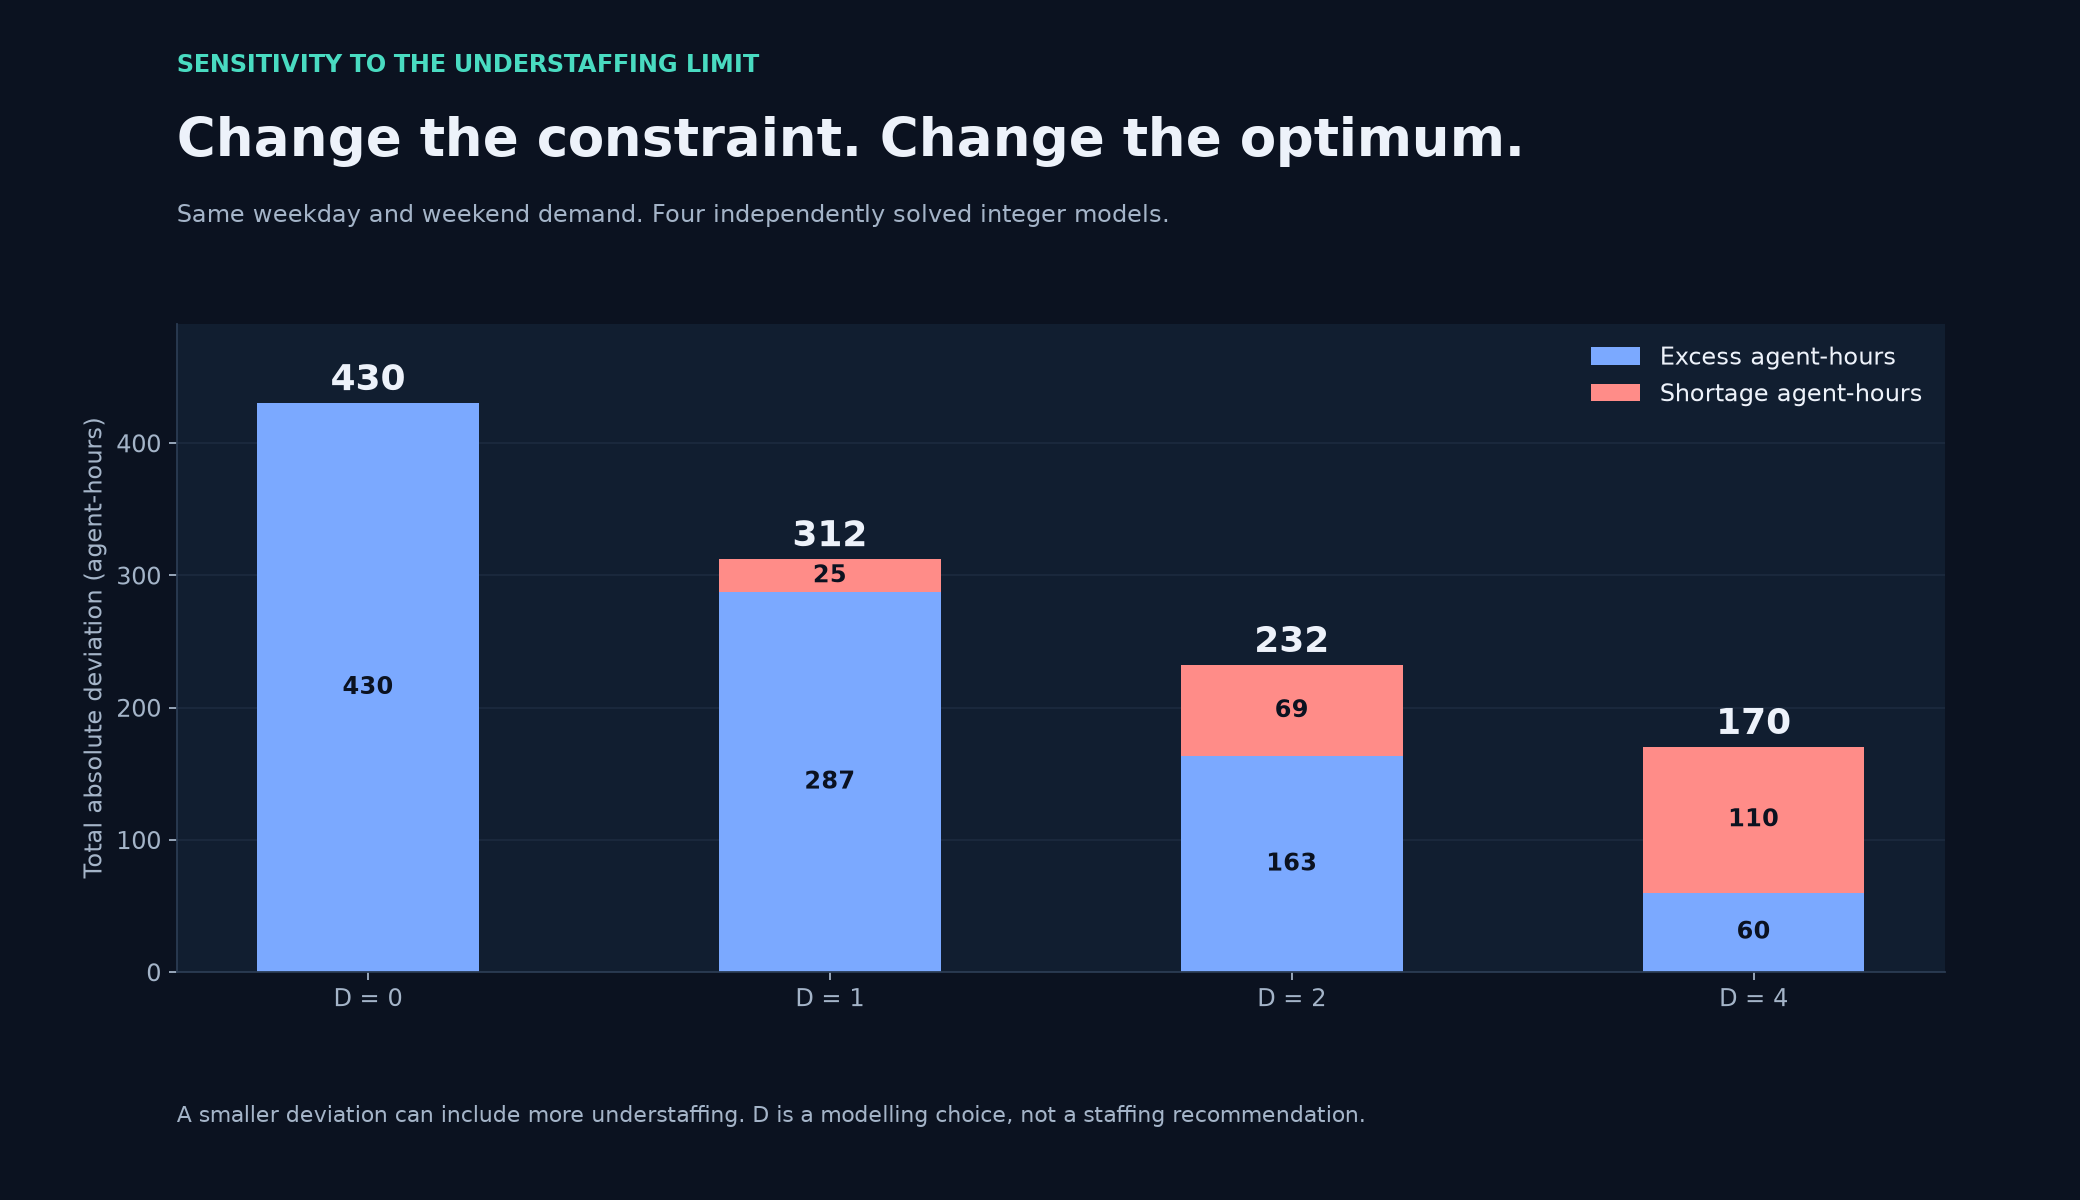 SENSITIVITY TO THE UNDERSTAFFING LIMIT
Change the constraint. Change the optimum.
Same weekday and weekend demand. Four independently solved integer models.
Excess agent-hours
Shortage agent-hours
Total absolute deviation (agent-hours)
400
300
200
100
0
430
430
312
25
287
232
69
163
170
110
60
D = 0
D = 1
D = 2
D = 4
A smaller deviation can include more understaffing. D is a modelling choice, not a staffing recommendation.